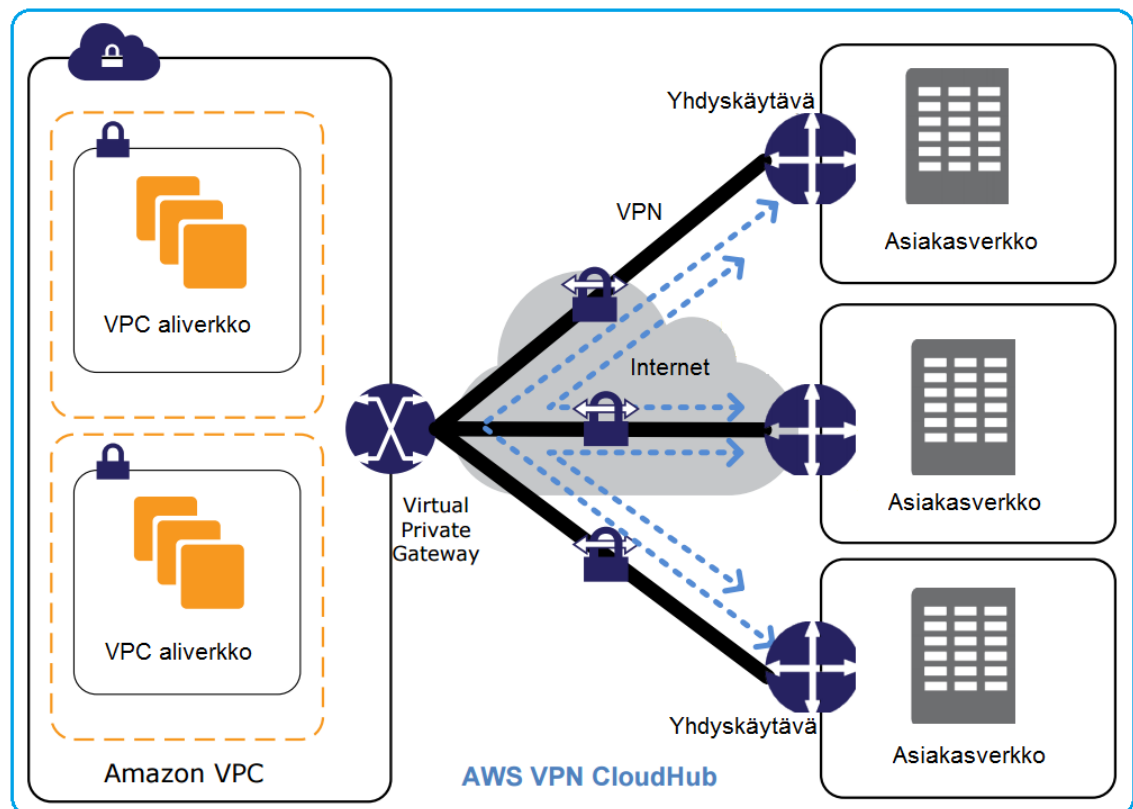 Yhdyskäytävä
VPN
Asiakasverkko
VPC aliverkko
Internet
Virtual
Private
Gateway
Asiakasverkko
VPC aliverkko
Yhdyskäytävä
Asiakasverkko
Amazon VPC
AWS VPN CloudHub